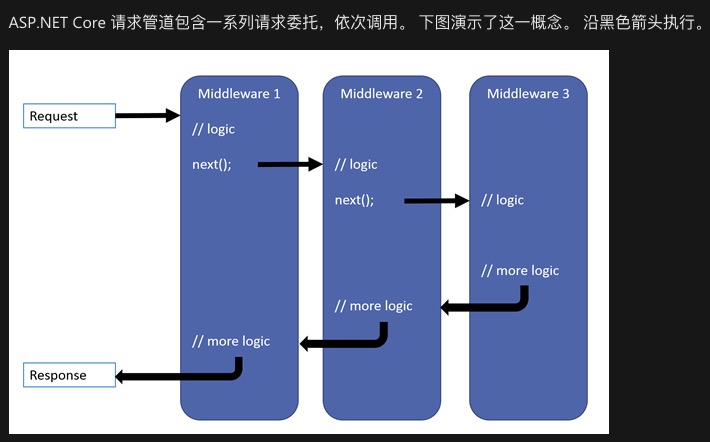 ASP.NET Core 请求管道包含一系列请求委托，依次调用。 下图演示了这一概念。 沿黑色箭头执行。
Middleware 1
Middleware 2
Middleware 3
Request
// logic
next();
// logic
next();
// logic
// more logic
// more logic
// more logic
Response